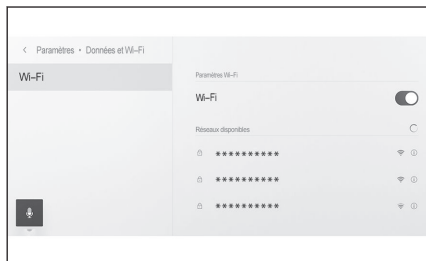 < Paramètres • Données et Wi-Fi
Wi-Fi
Paramètres Wi-Fi
Wi-Fi
Réseaux disponibles
**********
**********
**********